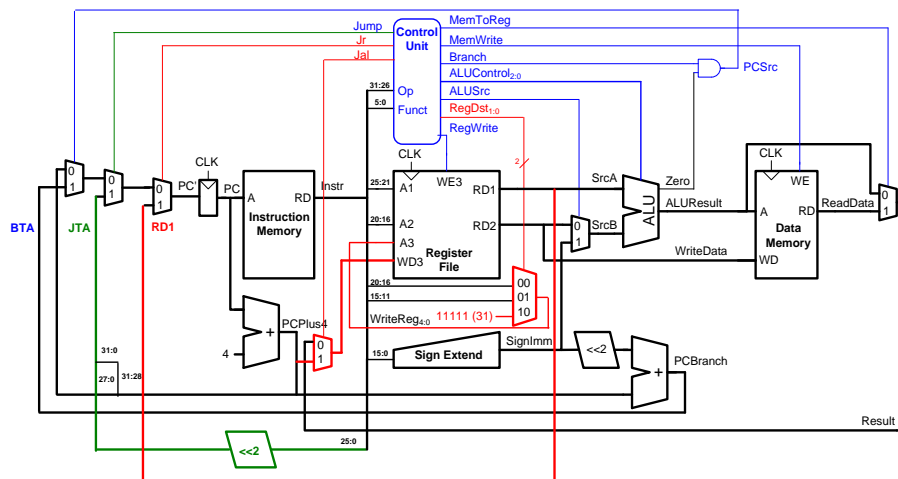 Jump
Jr
Jal
Control
Unit
Op
Funct
MemToReg
MemWrite
Branch
ALUControl2:0
ALUSrc
RegDst1:0
RegWrite
PCSrc
31:26
5:0
2
0
1
BTA
0
1
JTA
0
1
RD1
PC'
CLK
PC
A
RD
Instruction
Memory
Instr
25:21
20:16
20:16
15:11
15:0
CLK
A1
A2
A3
WD3
WE3
RD1
RD2
Register
File
00
01
10
11111 (31)
WriteReg4:0
SrcA
0
1
SrcB
ALU
Zero
ALUResult
WriteData
CLK
WE
A
RD
Data
Memory
WD
ReadData
0
1
4
+
PCPlus4
0
1
Sign Extend
SignImm
<<2
+
PCBranch
31:0
27:0
31:28
<<2
25:0
Result